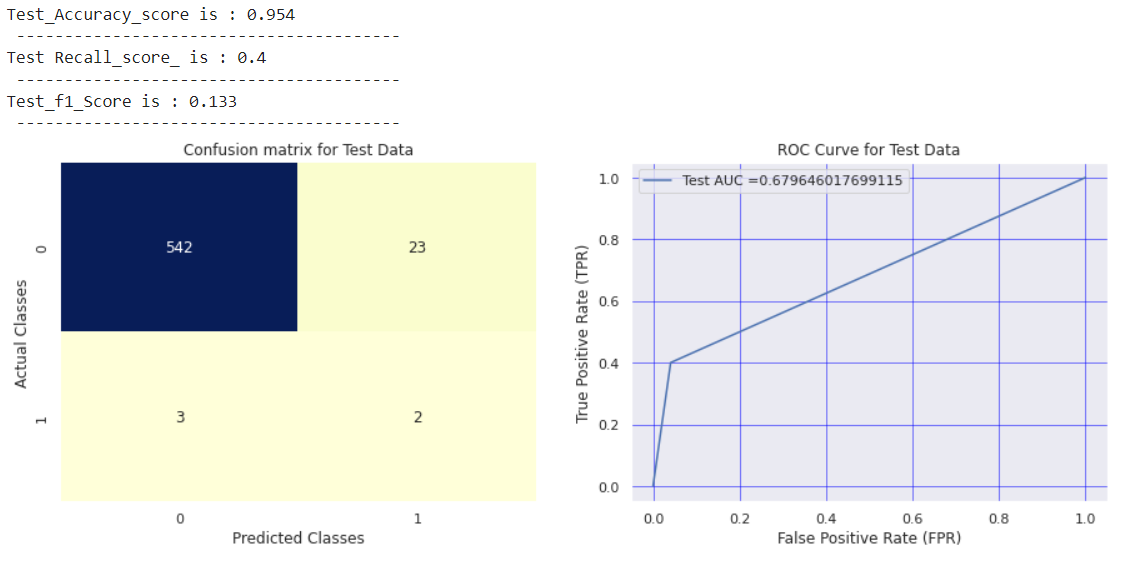 Test_Accuracy_score is : 0.954
----------------------------------------
Test Recall_score_ is : 0.4
----------------------------------------
Test_f1_Score is : 0.133
----------------------------------------
Confusion matrix for Test Data
Actual Classes
0
542
23
1
3
2
0
1
Predicted Classes
ROC Curve for Test Data
Test AUC =0.679646017699115
True Positive Rate (TPR)
1.0
0.8
0.6
0.4
0.2
0.0
0.0
0.2
0.4
0.6
0.8
1.0
False Positive Rate (FPR)